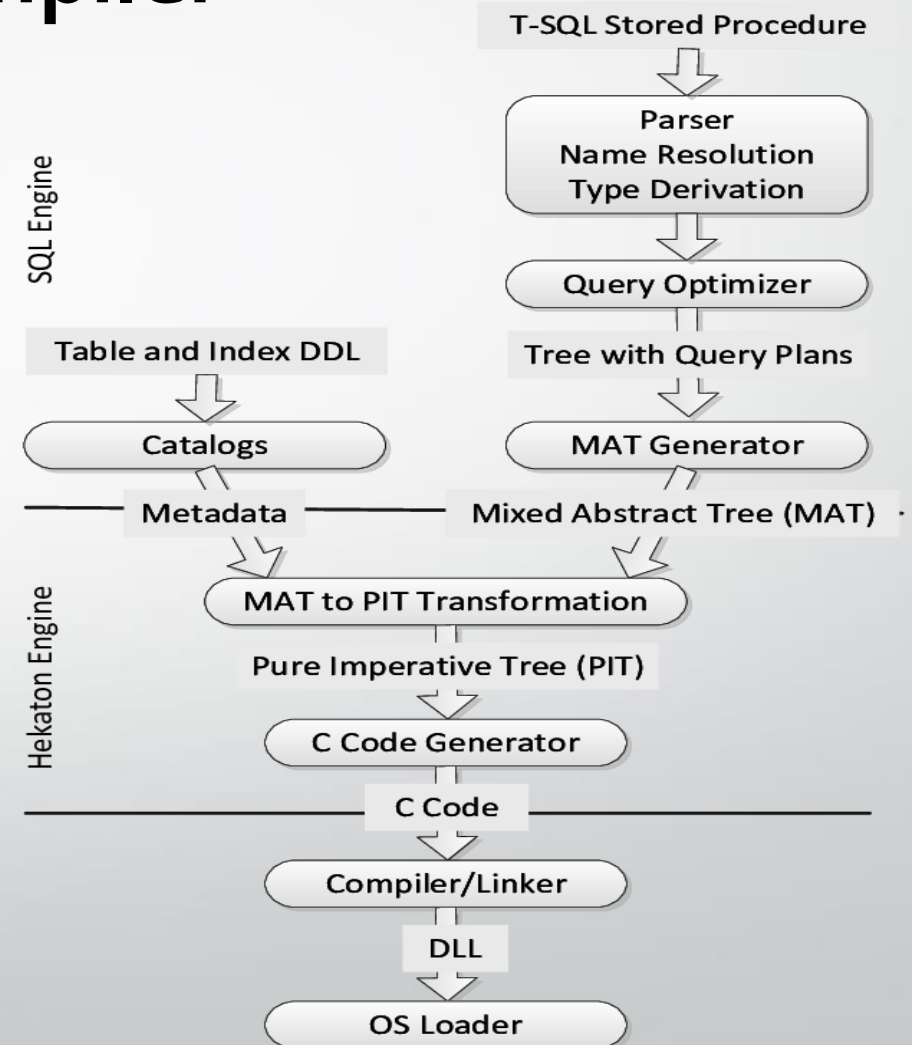 T-SQL Stored Procedure
Parser
Name Resolution
Type Derivation
SQL Engine
Query Optimizer
Table and Index DDL
Tree with Query Plans
Catalogs
MAT Generator
Metadata
Mixed Abstract Tree (MAT)
MAT to PIT Transformation
Hekaton Engine
Pure Imperative Tree (PIT)
C Code Generator
C Code
Compiler/Linker
DLL
OS Loader